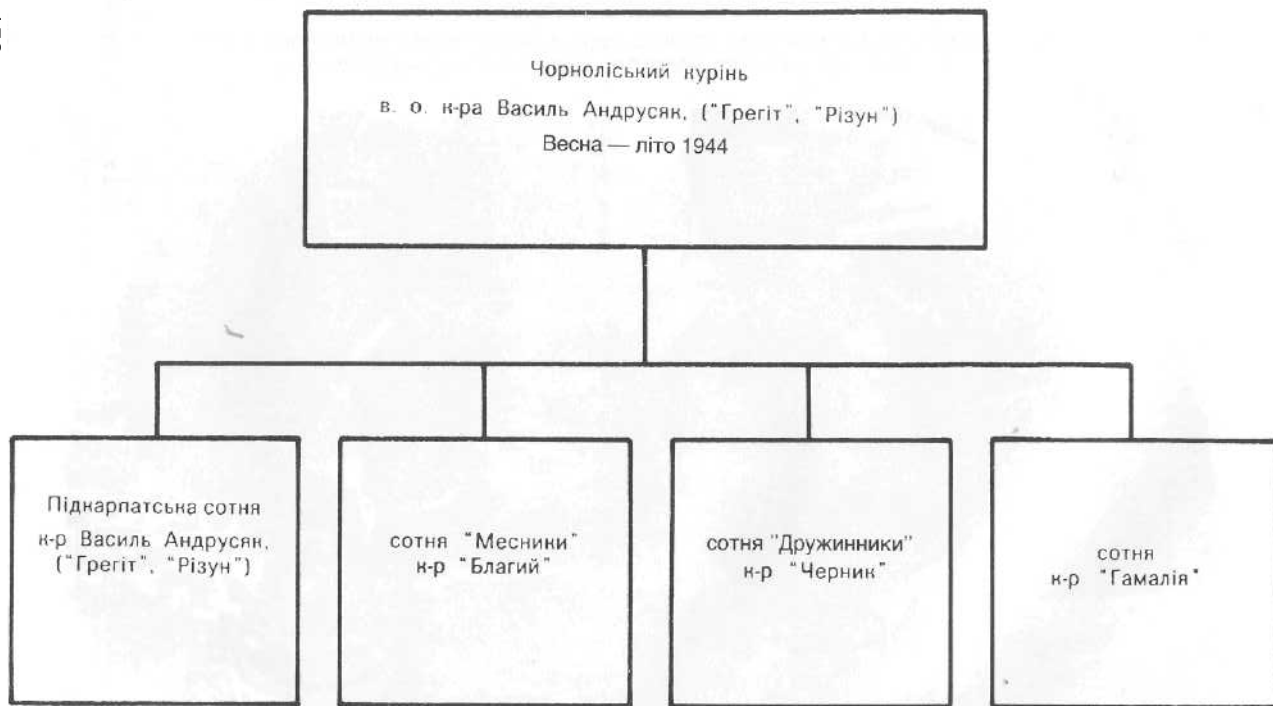 Чорноліський курінь
в. о. к-ра Василь Андрусяк, ("Грегіт", "Різун")
Весна — літо 1944
Підкарпатська сотня
к-р Василь Андрусяк,
("Грегіт", "Різун")
сотня "Месники"
к-р "Благий"
сотня "Дружинники"
к-р "Черник"
сотня
к-р "Гамалія"